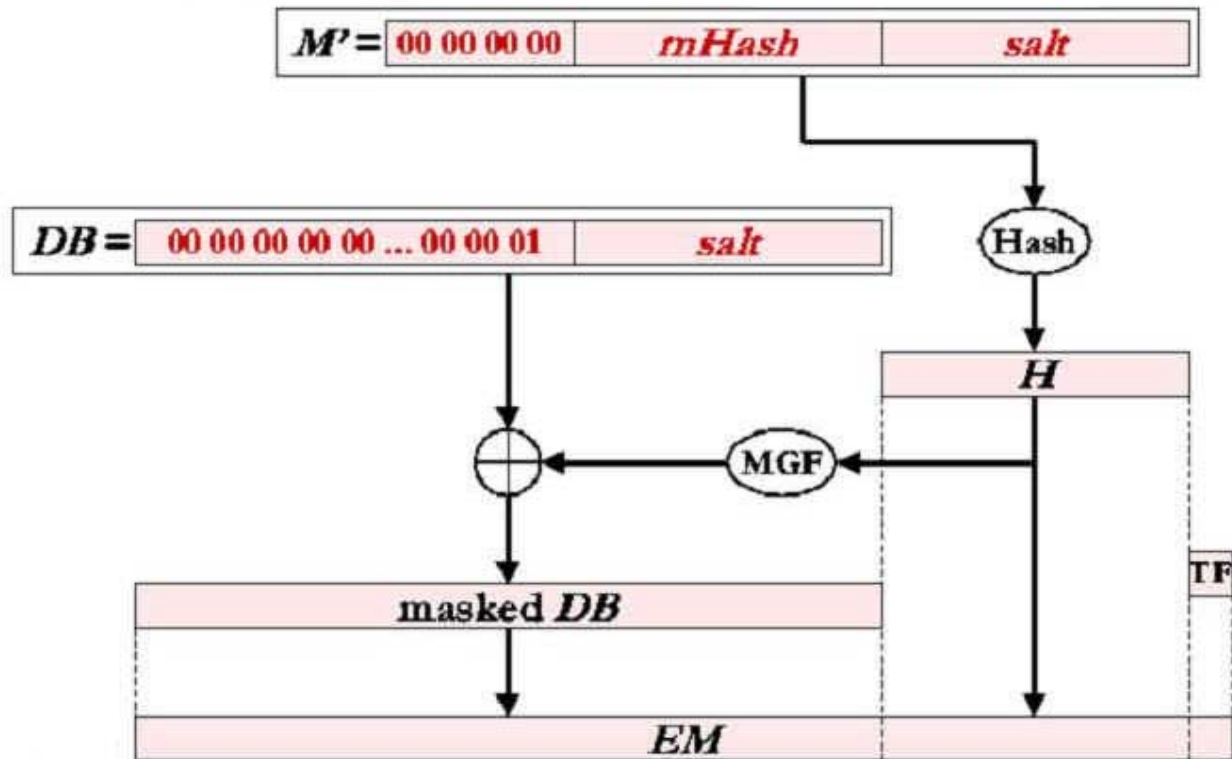 M’= 00 00 00 00 mHash salt
DB= 00 00 00 00 00 ... 00 00 01 salt
Hash
H
MGF
TF
masked DB
EM